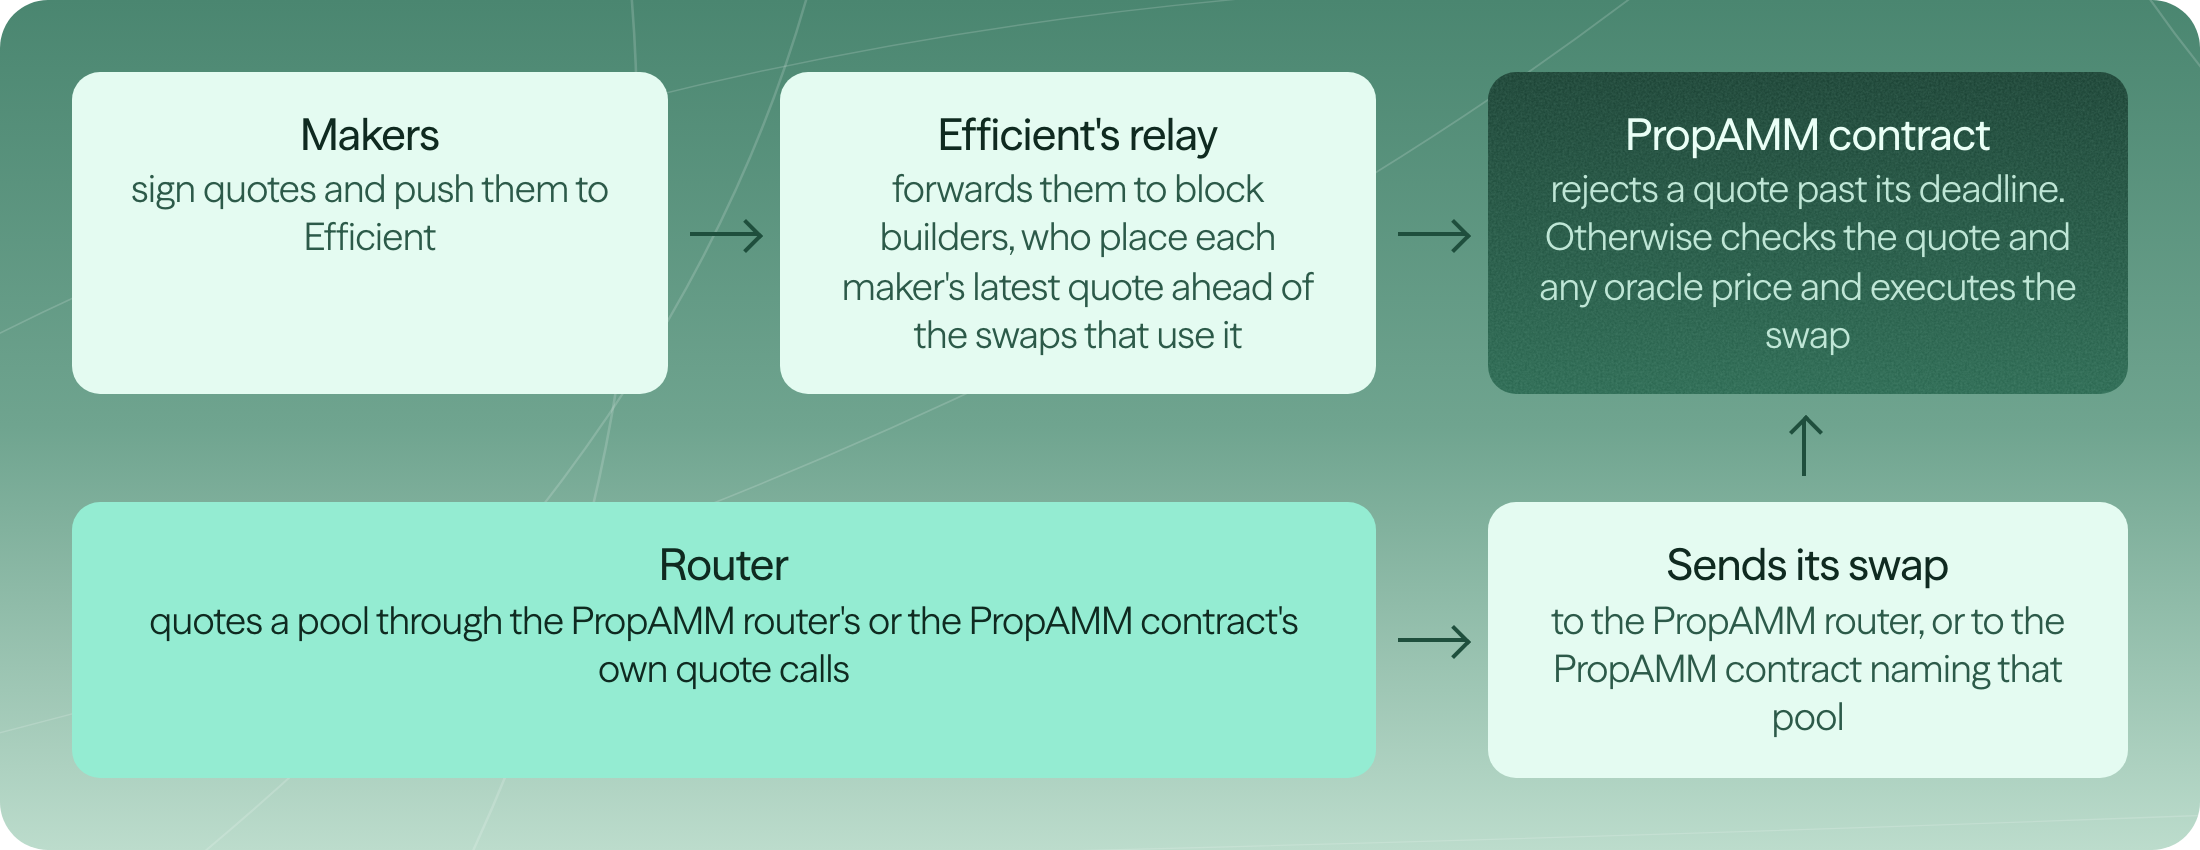 Makers
sign quotes and push them to
Efficient
Efficient's relay
forwards them to block
builders, who place each
maker's latest quote ahead of
the swaps that use it
PropAMM contract
rejects a quote past its deadline.
Otherwise checks the quote and
any oracle price and executes the
swap
Router
quotes a pool through the PropAMM router's or the PropAMM contract's
own quote calls
Sends its swap
to the PropAMM router, or to the
PropAMM contract naming that
pool